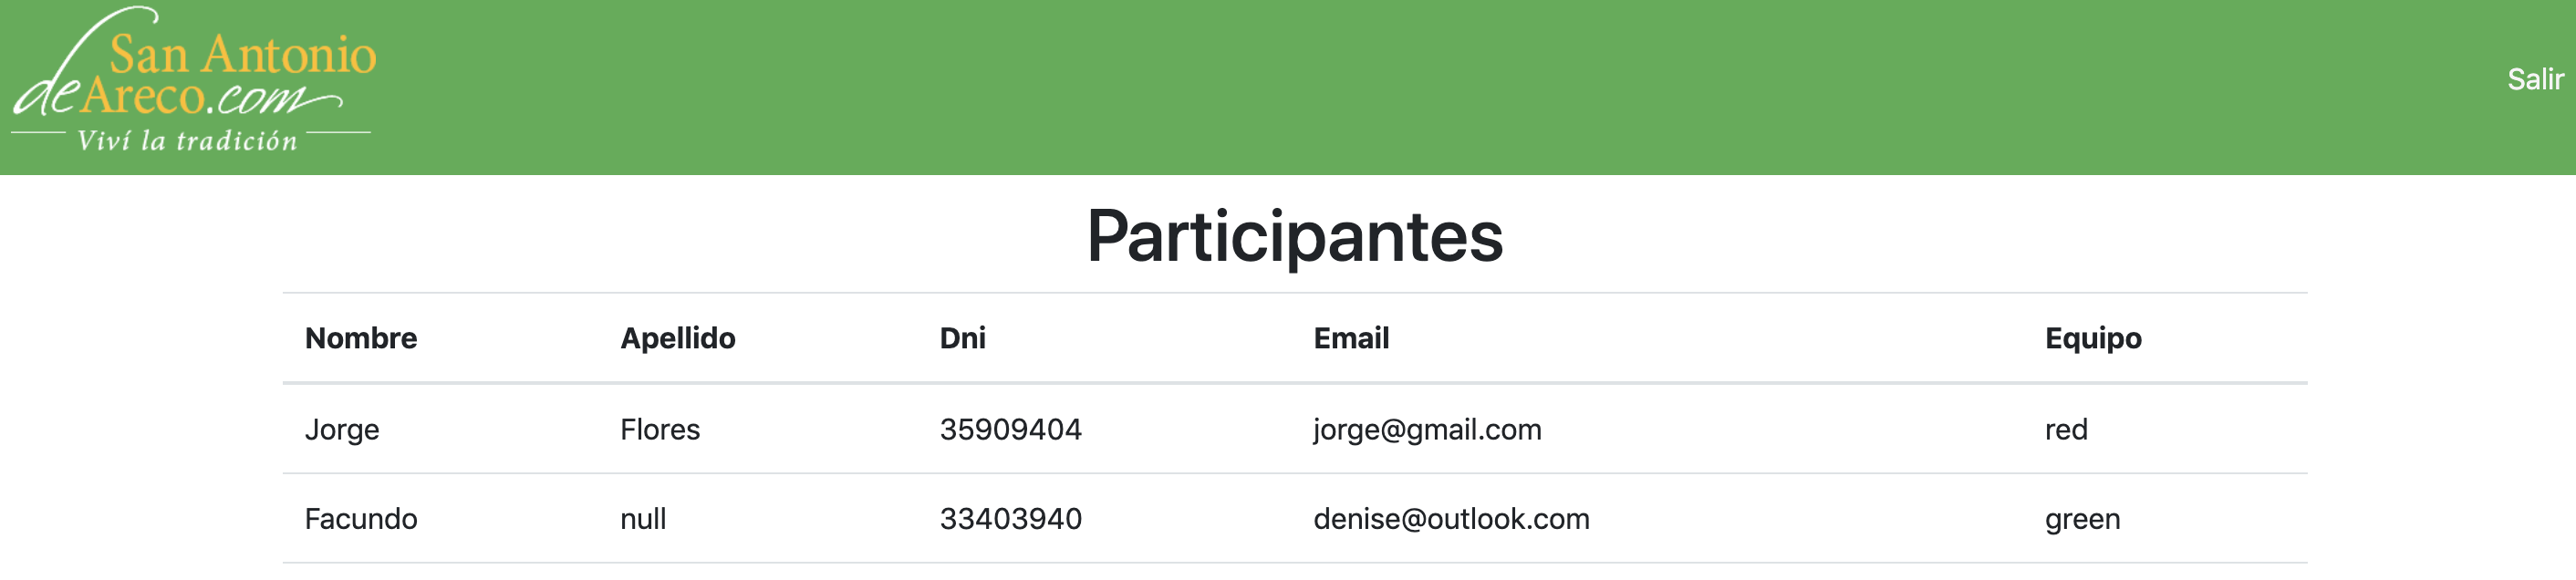 San Antonio
de Areco.com
Viví la tradición
Salir
Participantes
Nombre Apellido Dni Email Equipo
Jorge Flores 35909404 jorge@gmail.com red
Facundo null 33403940 denise@outlook.com green